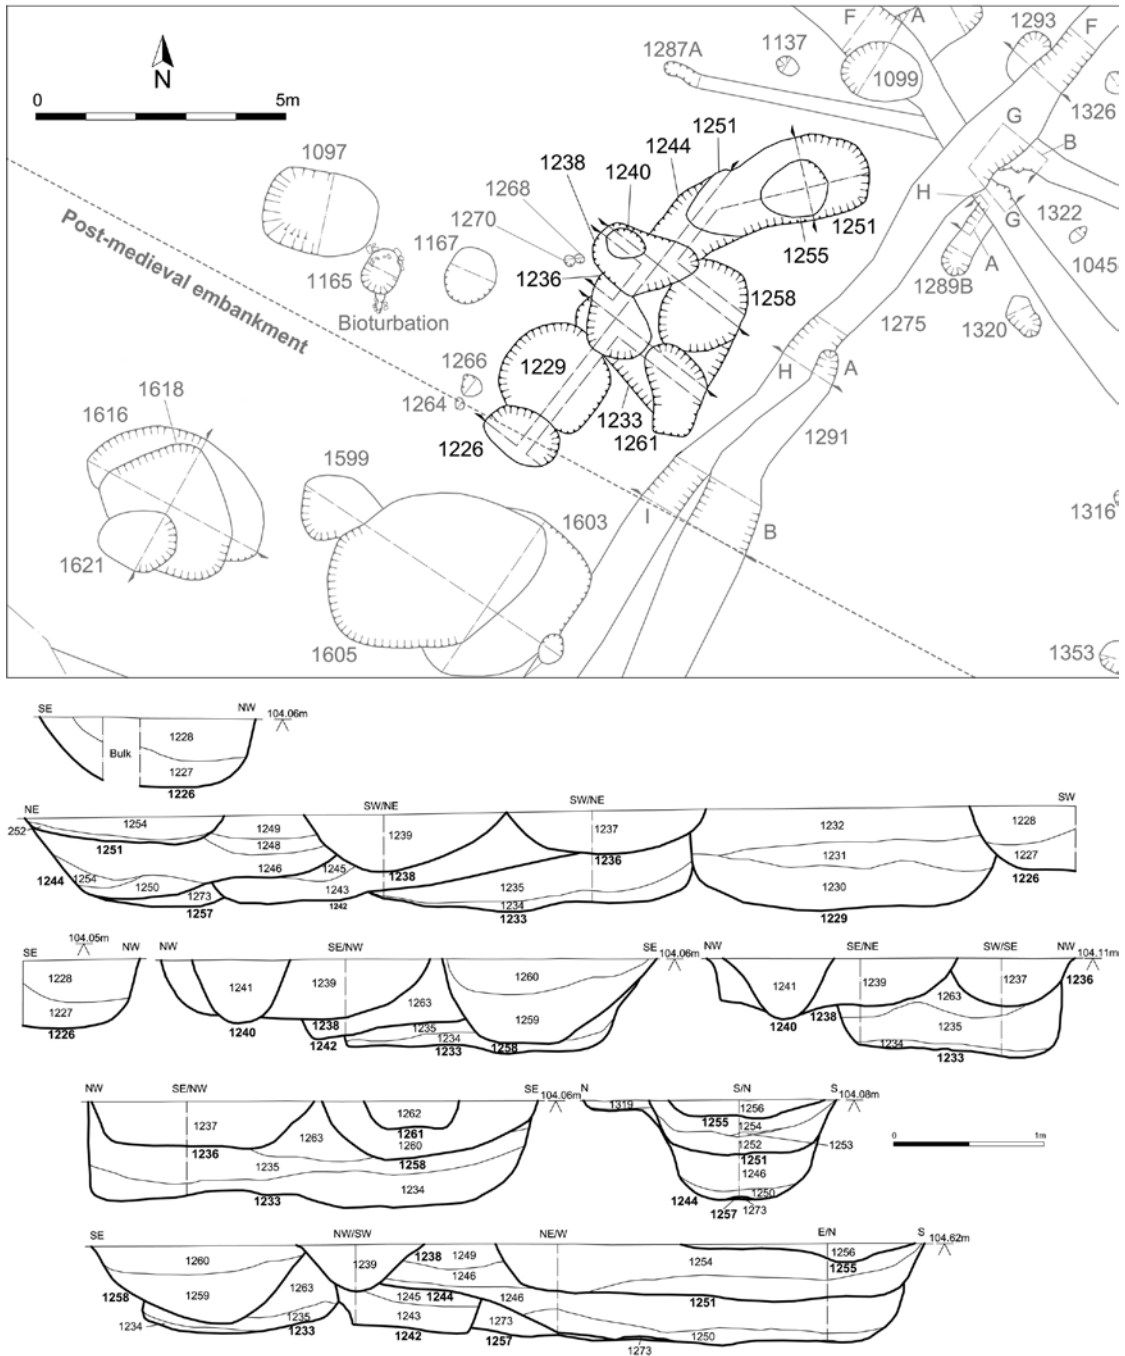 F
A
1293
F
1287A
1137
1099
1326
N
0
5m
1251
1244
G
B
1238
1240
1097
1268
1270
H
G
1322
1251
1255
1167
1236
A
1045
1165
1258
1289B
Bioturbation
1275
1320
Post-medieval embankment
1266
1229
H
A
1618
1264
1616
1233
1291
1226
1261
1599
1603
I
B
1316
1621
1605
1353
SE
NW
104.06m
1228
Bulk
1227
1226
NE
SW/NE
SW/NE
SW
252
1254
1249
1239
1237
1232
1228
1251
1248
1231
1227
1246
1245
1238
1236
1226
1244
1254
1250
1243
1235
1230
1273
1242
1234
1257
1233
1229
104.05m
SE
NW
NW
SE/NW
SE
104.06m
NW
SE/NE
SW/SE
NW
104.11m
1228
1241
1239
1260
1241
1239
1237
1236
1227
1263
1259
1263
1226
1240
1238
1235
1240
1238
1235
1242
1234
1233
1258
1234
1233
NW
SE/NW
SE
104.06m
N
S/N
S
104.08m
1237
1262
1319
1256
1255
1254
1261
1263
1260
1252
1253
0
1m
1236
1258
1251
1235
1246
1234
1244
1250
1233
1257
1273
SE
NW/SW
NE/W
E/N
S
104.62m
1260
1239
1238
1249
1254
1256
1255
1246
1263
1258
1259
1245
1244
1246
1251
1235
1243
1273
1234
1233
1242
1257
1250
1273